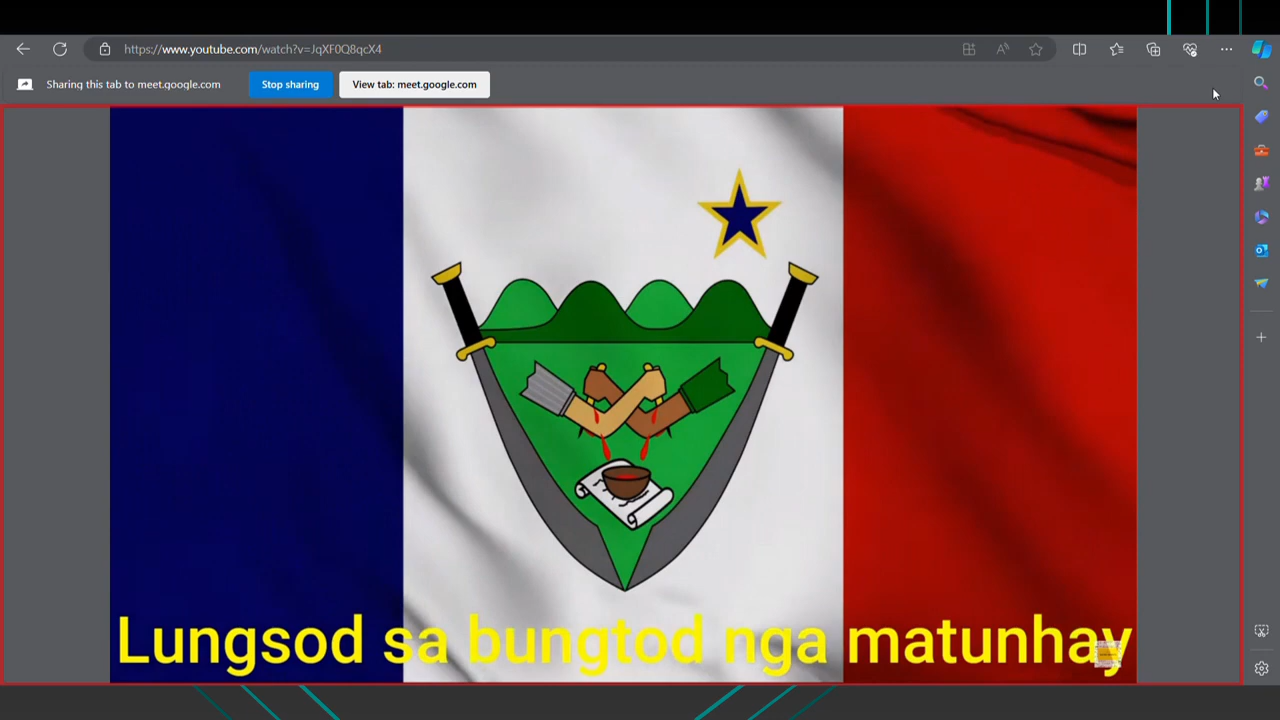 https://www.youtube.com/watch?v=JqXF0Q8qcX4
Sharing this tab to meet.google.com
Stop sharing
View tab: meet.google.com
Lungsod sa bungtod nga matunhay